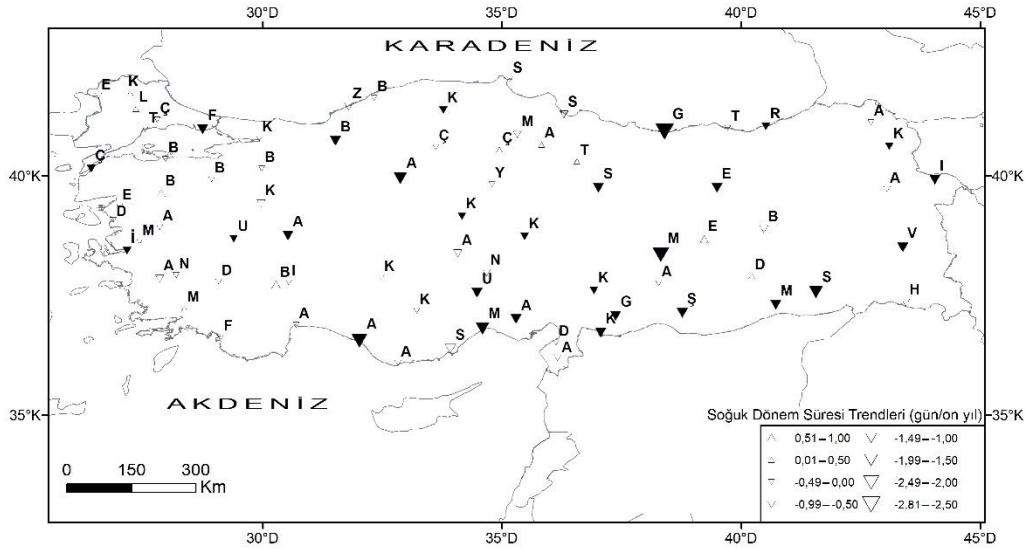 30°D 35°D 40°D 45°D
KARADENİZ
S
E K
B
L
Z
K
S
T Ç
F
G
A
K
T R
M
B
Ç
Ç A
K
B
B
T
40°K
Ç
A
Y
S
E
I
40°K
B
B
K
A
E
D
K
B
A
U
A
K
E
M
İ
A
M
V
A N
D
B I
K
N
A
D
U
K
S
H
M
K
G
Ş
M
A
M
A
K
F
A
A
S
D
A
A
AKDENİZ
35°K
35°K
Soğuk Dönem Süresi Trendleri (gün/on yıl)
0,51–1,00 -1,49– -1,00
0,01–0,50 -1,99– -1,50
-0,49–0,00 -2,49– -2,00
-0,99– -0,50 -2,81– -2,50
0 150 300
Km
30°D 35°D 40°D 45°D